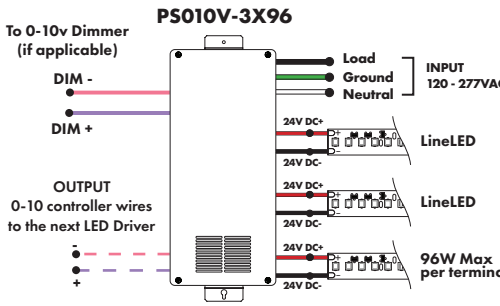 PS010V-3X96
To 0-10v Dimmer
(if applicable)
DIM -
DIM +
OUTPUT
0-10 controller wires
to the next LED Driver
-
+
Load
Ground
Neutral
INPUT
120 - 277VAC
24V DC+
+
-
24V DC-
LineLED
24V DC+
+
-
24V DC-
LineLED
24V DC+
+
-
24V DC-
96W Max
per termina